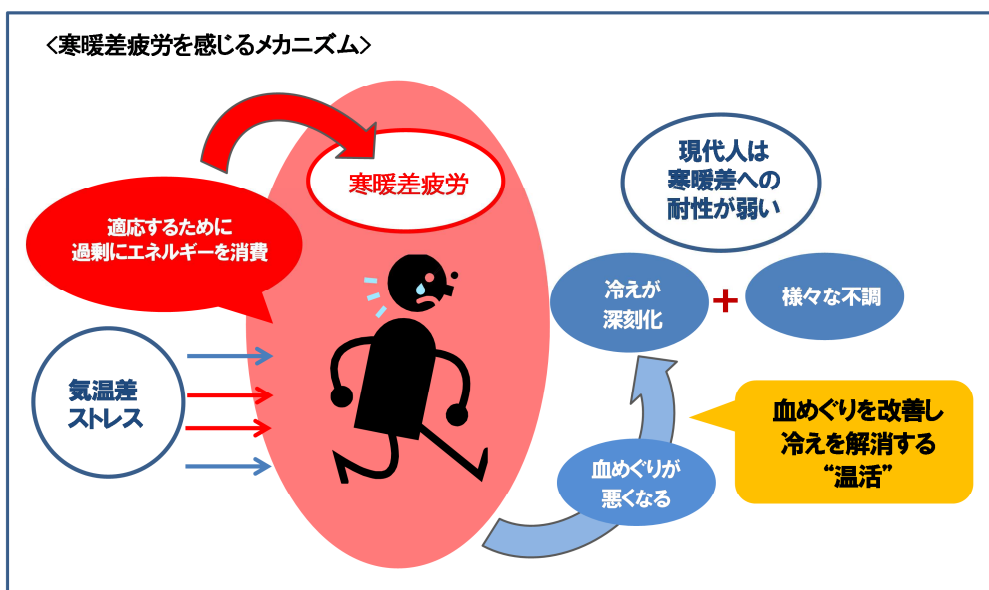 <寒暖差疲労を感じるメカニズム>
適応するために
過剰にエネルギーを消費
寒暖差疲労
気温差
ストレス
現代人は
寒暖差への
耐性が弱い
冷えが
深刻化
+
様々な不調
血めぐりが
悪くなる
血めぐりを改善し
冷えを解消する
“温活”